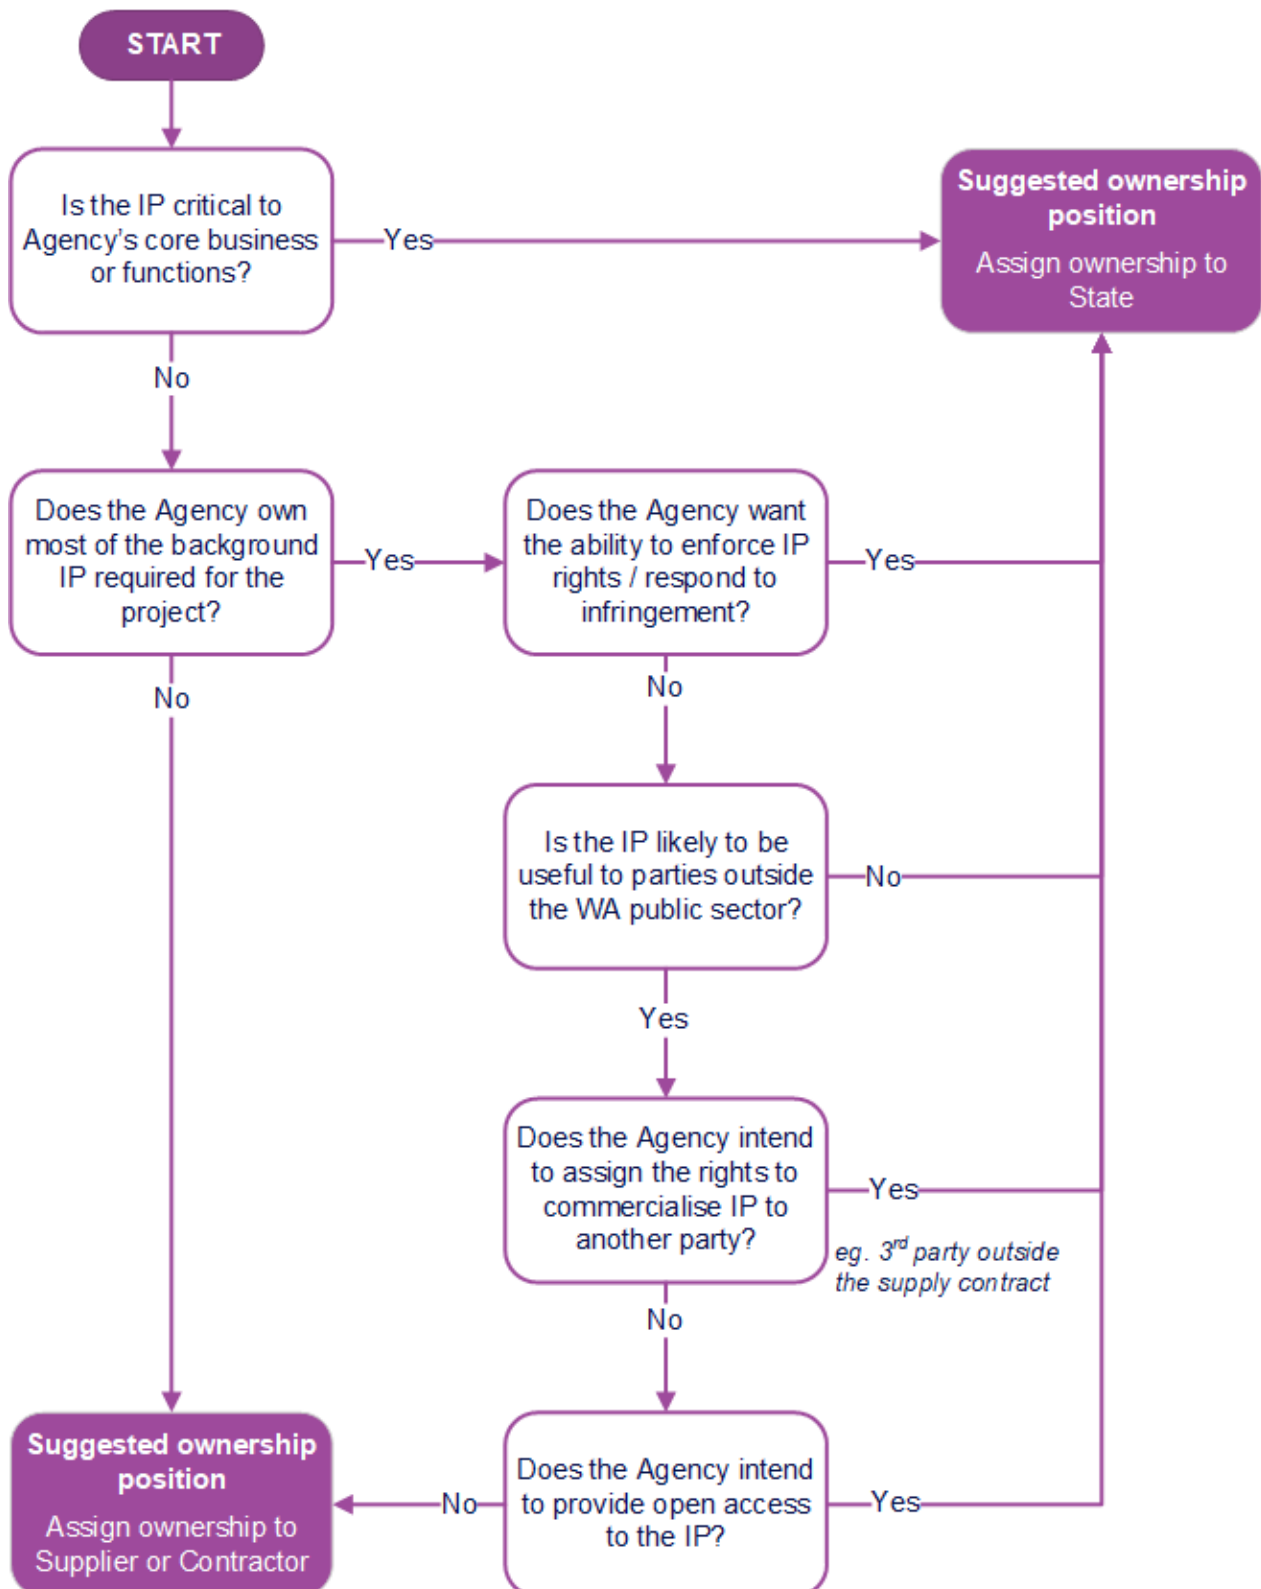 START
Is the IP critical to
Agency's core business
or functions?
Yes
Suggested ownership
position
Assign ownership to
State
No
Does the Agency own
most of the background
IP required for the
project?
Yes
Does the Agency want
the ability to enforce IP
rights / respond to
infringement?
Yes
No
No
Is the IP likely to be
useful to parties outside
the WA public sector?
No
Yes
Does the Agency intend
to assign the rights to
commercialise IP to
another party?
Yes
eg. 3rd party outside
the supply contract
No
Suggested ownership
position
Assign ownership to
Supplier or Contractor
No
Does the Agency intend
to provide open access
to the IP?
Yes